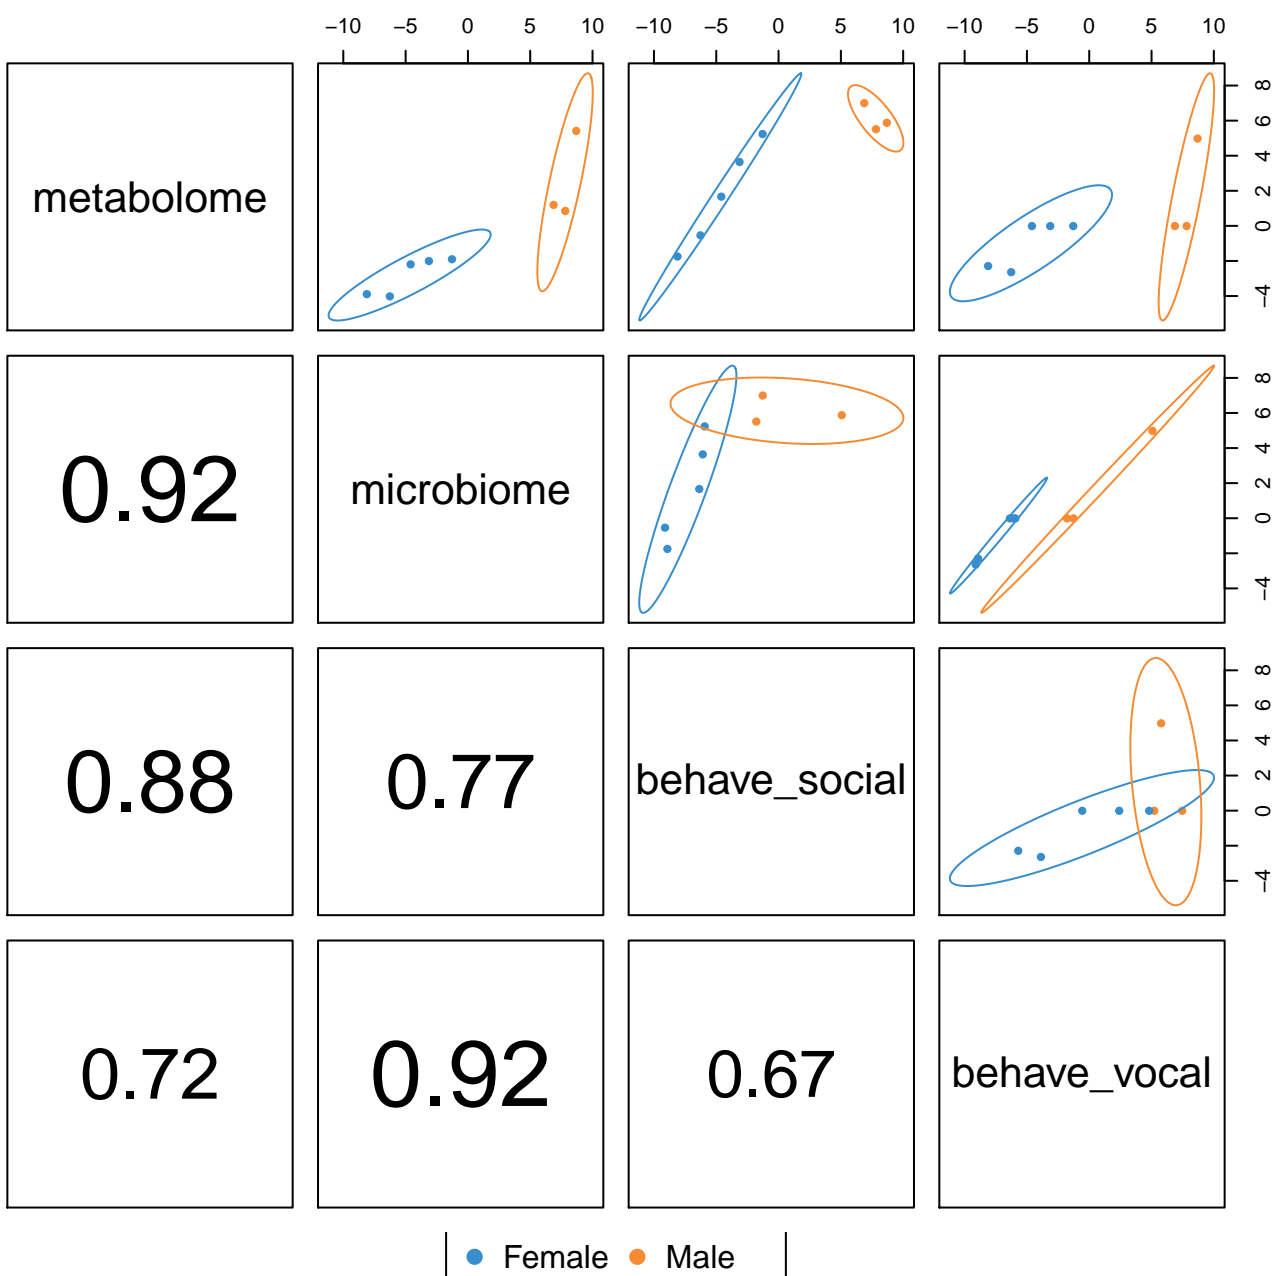 −10 −5 0 5 10 −10 −5 0 5 10 −10 −5 0 5 10
metabolome
−4 0 2 4 6 8
0.92 microbiome
−4 0 2 4 6 8
0.88 0.77 behave_social
−4 0 2 4 6 8
0.72 0.92 0.67 behave_vocal
Female Male